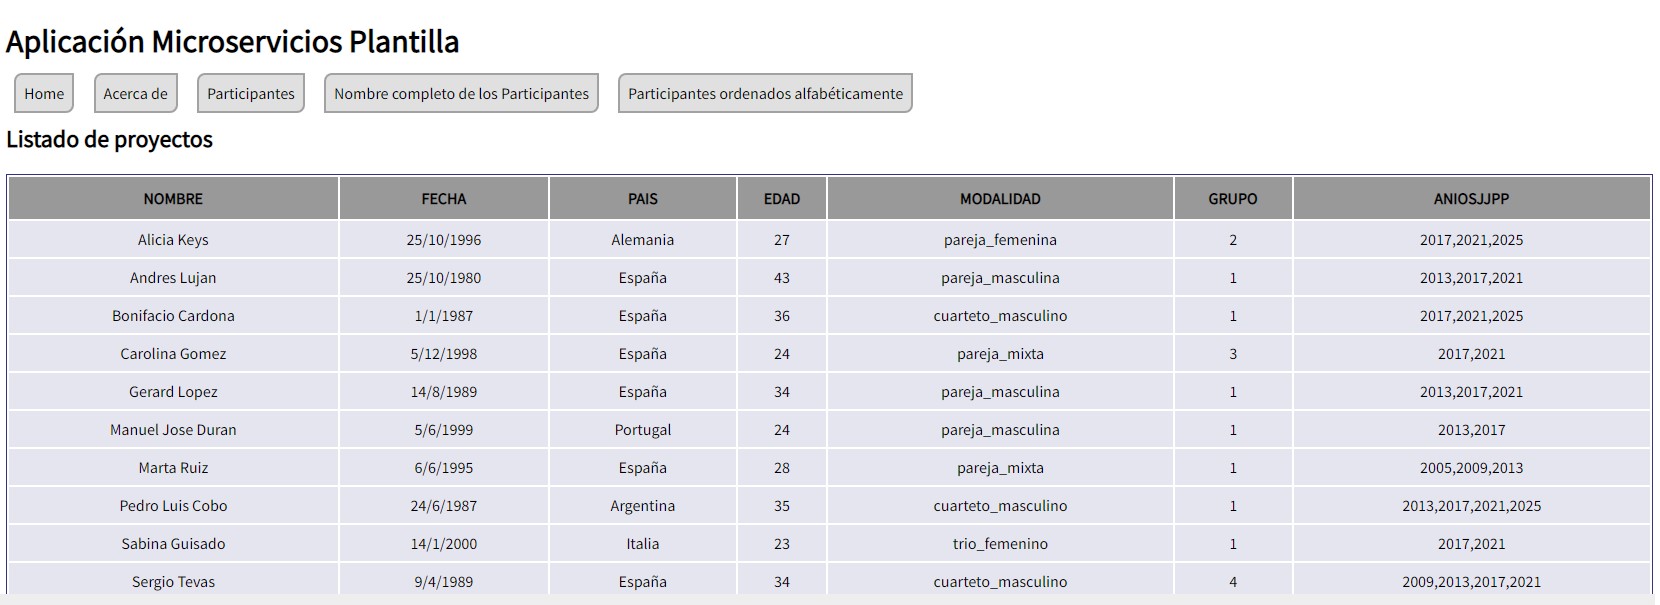 Aplicación Microservicios Plantilla
Home Acerca de Participantes Nombre completo de los Participantes Participantes ordenados alfabéticamente
Listado de proyectos
NOMBRE FECHA PAIS EDAD MODALIDAD GRUPO ANIOSJJPP
Alicia Keys 25/10/1996 Alemania 27 pareja_femenina 2 2017,2021,2025
Andres Lujan 25/10/1980 España 43 pareja_masculina 1 2013,2017,2021
Bonifacio Cardona 1/1/1987 España 36 cuarteto_masculino 1 2017,2021,2025
Carolina Gomez 5/12/1998 España 24 pareja_mixta 3 2017,2021
Gerard Lopez 14/8/1989 España 34 pareja_masculina 1 2013,2017,2021
Manuel Jose Duran 5/6/1999 Portugal 24 pareja_masculina 1 2013,2017
Marta Ruiz 6/6/1995 España 28 pareja_mixta 1 2005,2009,2013
Pedro Luis Cobo 24/6/1987 Argentina 35 cuarteto_masculino 1 2013,2017,2021,2025
Sabina Guisado 14/1/2000 Italia 23 trio_femenino 1 2017,2021
Sergio Tevas 9/4/1989 España 34 cuarteto_masculino 4 2009,2013,2017,2021